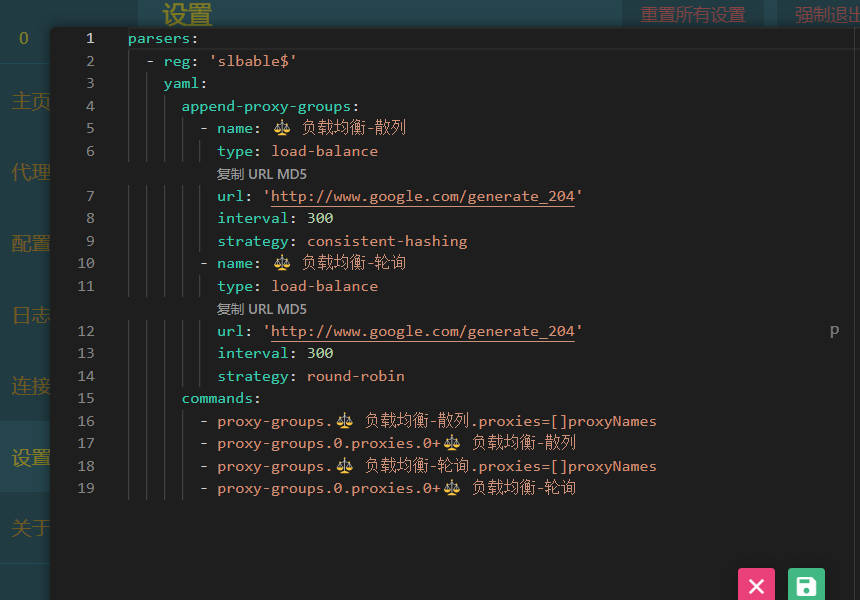 设置
重置所有设置
强制退出
0
主页
代理
配置
日志
连接
设置
关于
1 parsers:
2 - reg: 'slbable$'
3 yaml:
4 append-proxy-groups:
5 - name: ⚖️ 负载均衡-散列
6 type: load-balance
复制 URL MD5
7 url: 'http://www.google.com/generate_204'
8 interval: 300
9 strategy: consistent-hashing
10 - name: ⚖️ 负载均衡-轮询
11 type: load-balance
复制 URL MD5
12 url: 'http://www.google.com/generate_204'
13 interval: 300
14 strategy: round-robin
15 commands:
16 - proxy-groups.⚖️ 负载均衡-散列.proxies=[]proxyNames
17 - proxy-groups.0.proxies.0+⚖️ 负载均衡-散列
18 - proxy-groups.⚖️ 负载均衡-轮询.proxies=[]proxyNames
19 - proxy-groups.0.proxies.0+⚖️ 负载均衡-轮询
p